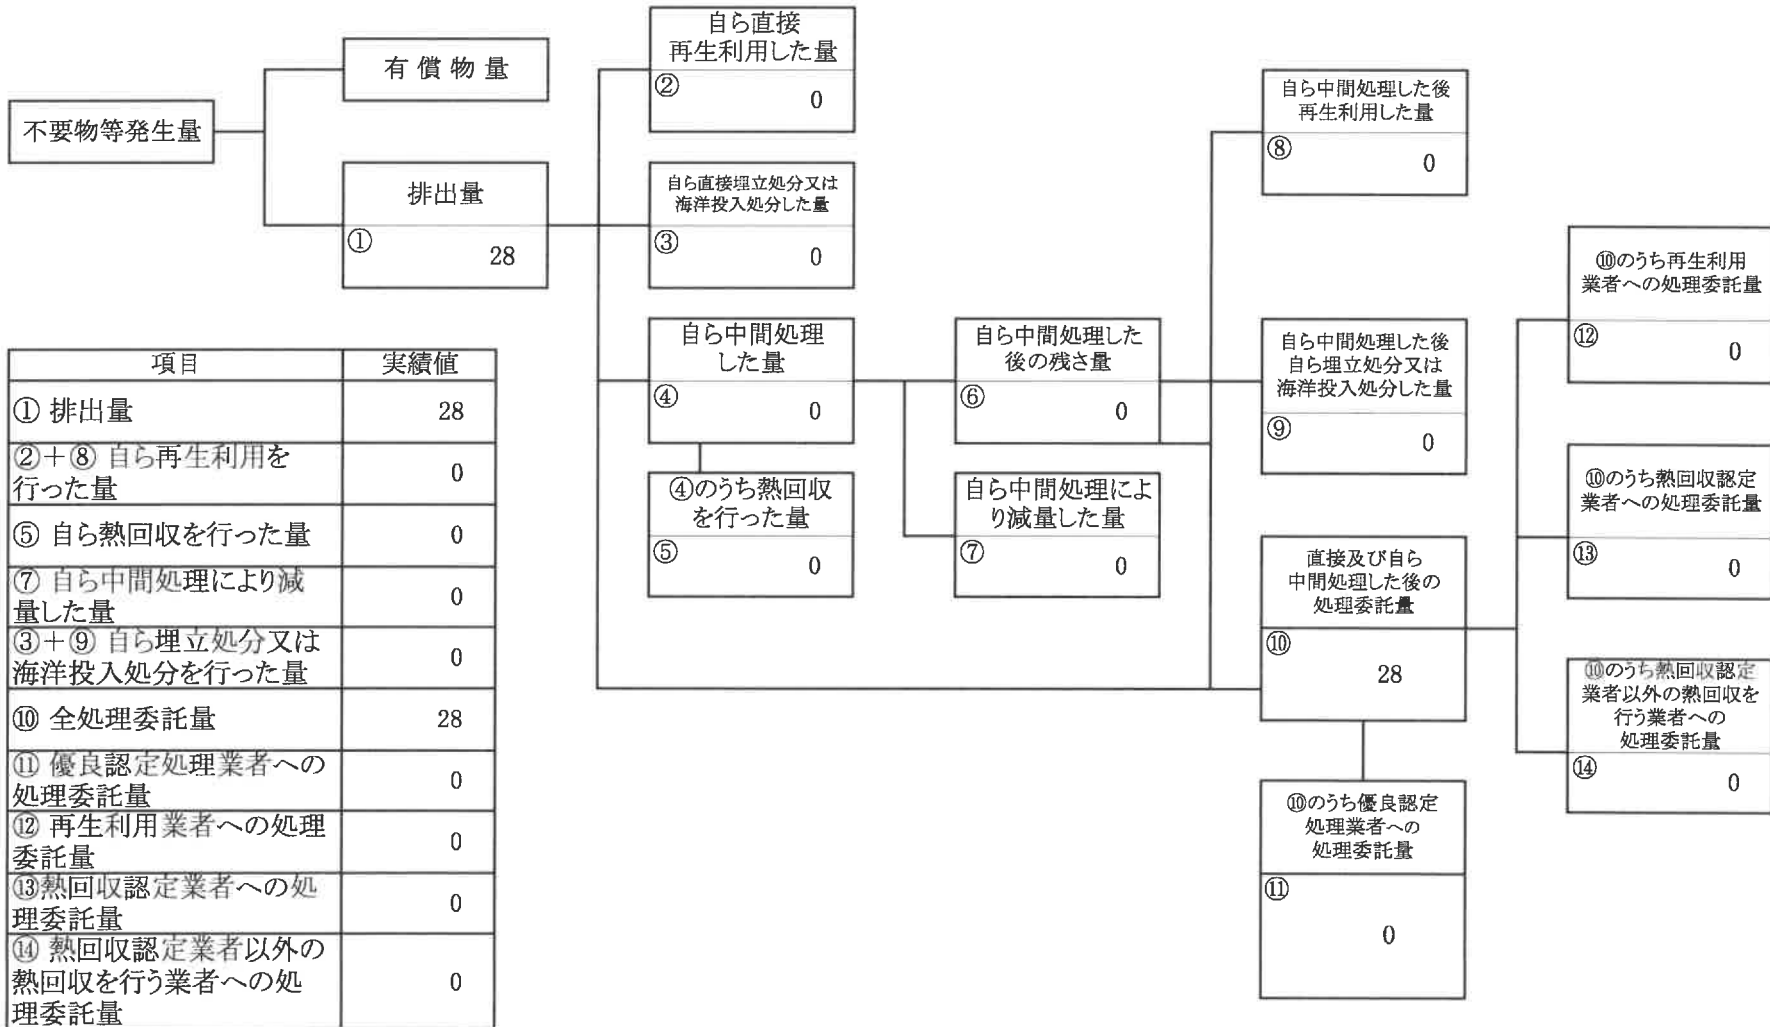 不要物等発生量
有償物量
排出量
①
28
自ら直接
再生利用した量
②
0
自ら直接埋立処分又は
海洋投入処分した量
③
0
自ら中間処理
した量
④
0
④のうち熱回収
を行った量
⑤
0
自ら中間処理した
後の残さ量
⑥
0
自ら中間処理によ
り減量した量
⑦
0
自ら中間処理した後
再生利用した量
⑧
0
自ら中間処理した後
自ら埋立処分又は
海洋投入処分した量
⑨
0
直接及び自ら
中間処理した後の
処理委託量
⑩
28
⑩のうち優良認定
処理業者への
処理委託量
⑪
0
⑩のうち再生利用
業者への処理委託量
⑫
0
⑩のうち熱回収認定
業者への処理委託量
⑬
0
⑩のうち熱回収認定
業者以外の熱回収を
行う業者への
処理委託量
⑭
0
項目 実績値
① 排出量 28
②+⑧ 自ら再生利用を
行った量 0
⑤ 自ら熱回収を行った量 0
⑦ 自ら中間処理により減
量した量 0
③+⑨ 自ら埋立処分又は
海洋投入処分を行った量 0
⑩ 全処理委託量 28
⑪ 優良認定処理業者への
処理委託量 0
⑫ 再生利用業者への処理
委託量 0
⑬熱回収認定業者への処
理委託量 0
⑭ 熱回収認定業者以外の
熱回収を行う業者への処
理委託量 0